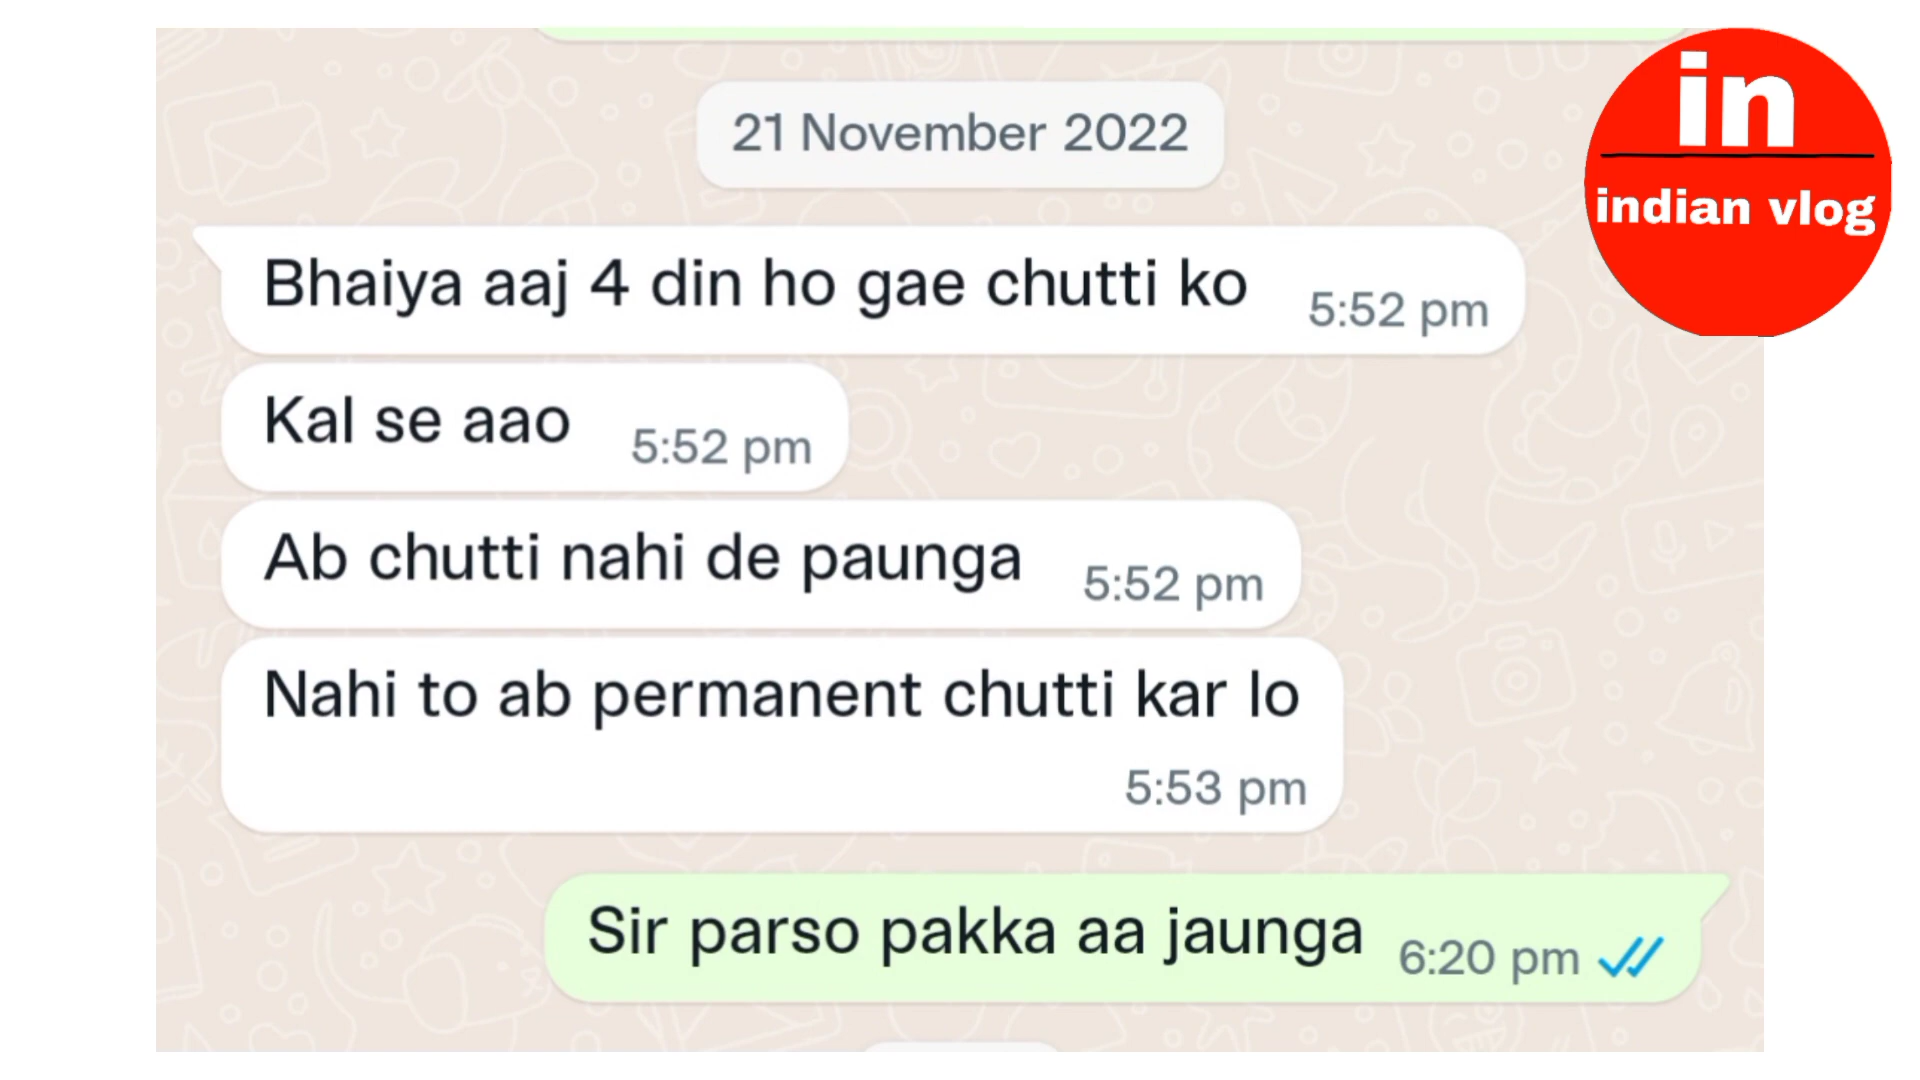 in
indian vlog
21 November 2022
Bhaiya aaj 4 din ho gae chutti ko 5:52 pm
Kal se aao 5:52 pm
Ab chutti nahi de paunga 5:52 pm
Nahi to ab permanent chutti kar lo
5:53 pm
Sir parso pakka aa jaunga 6:20 pm